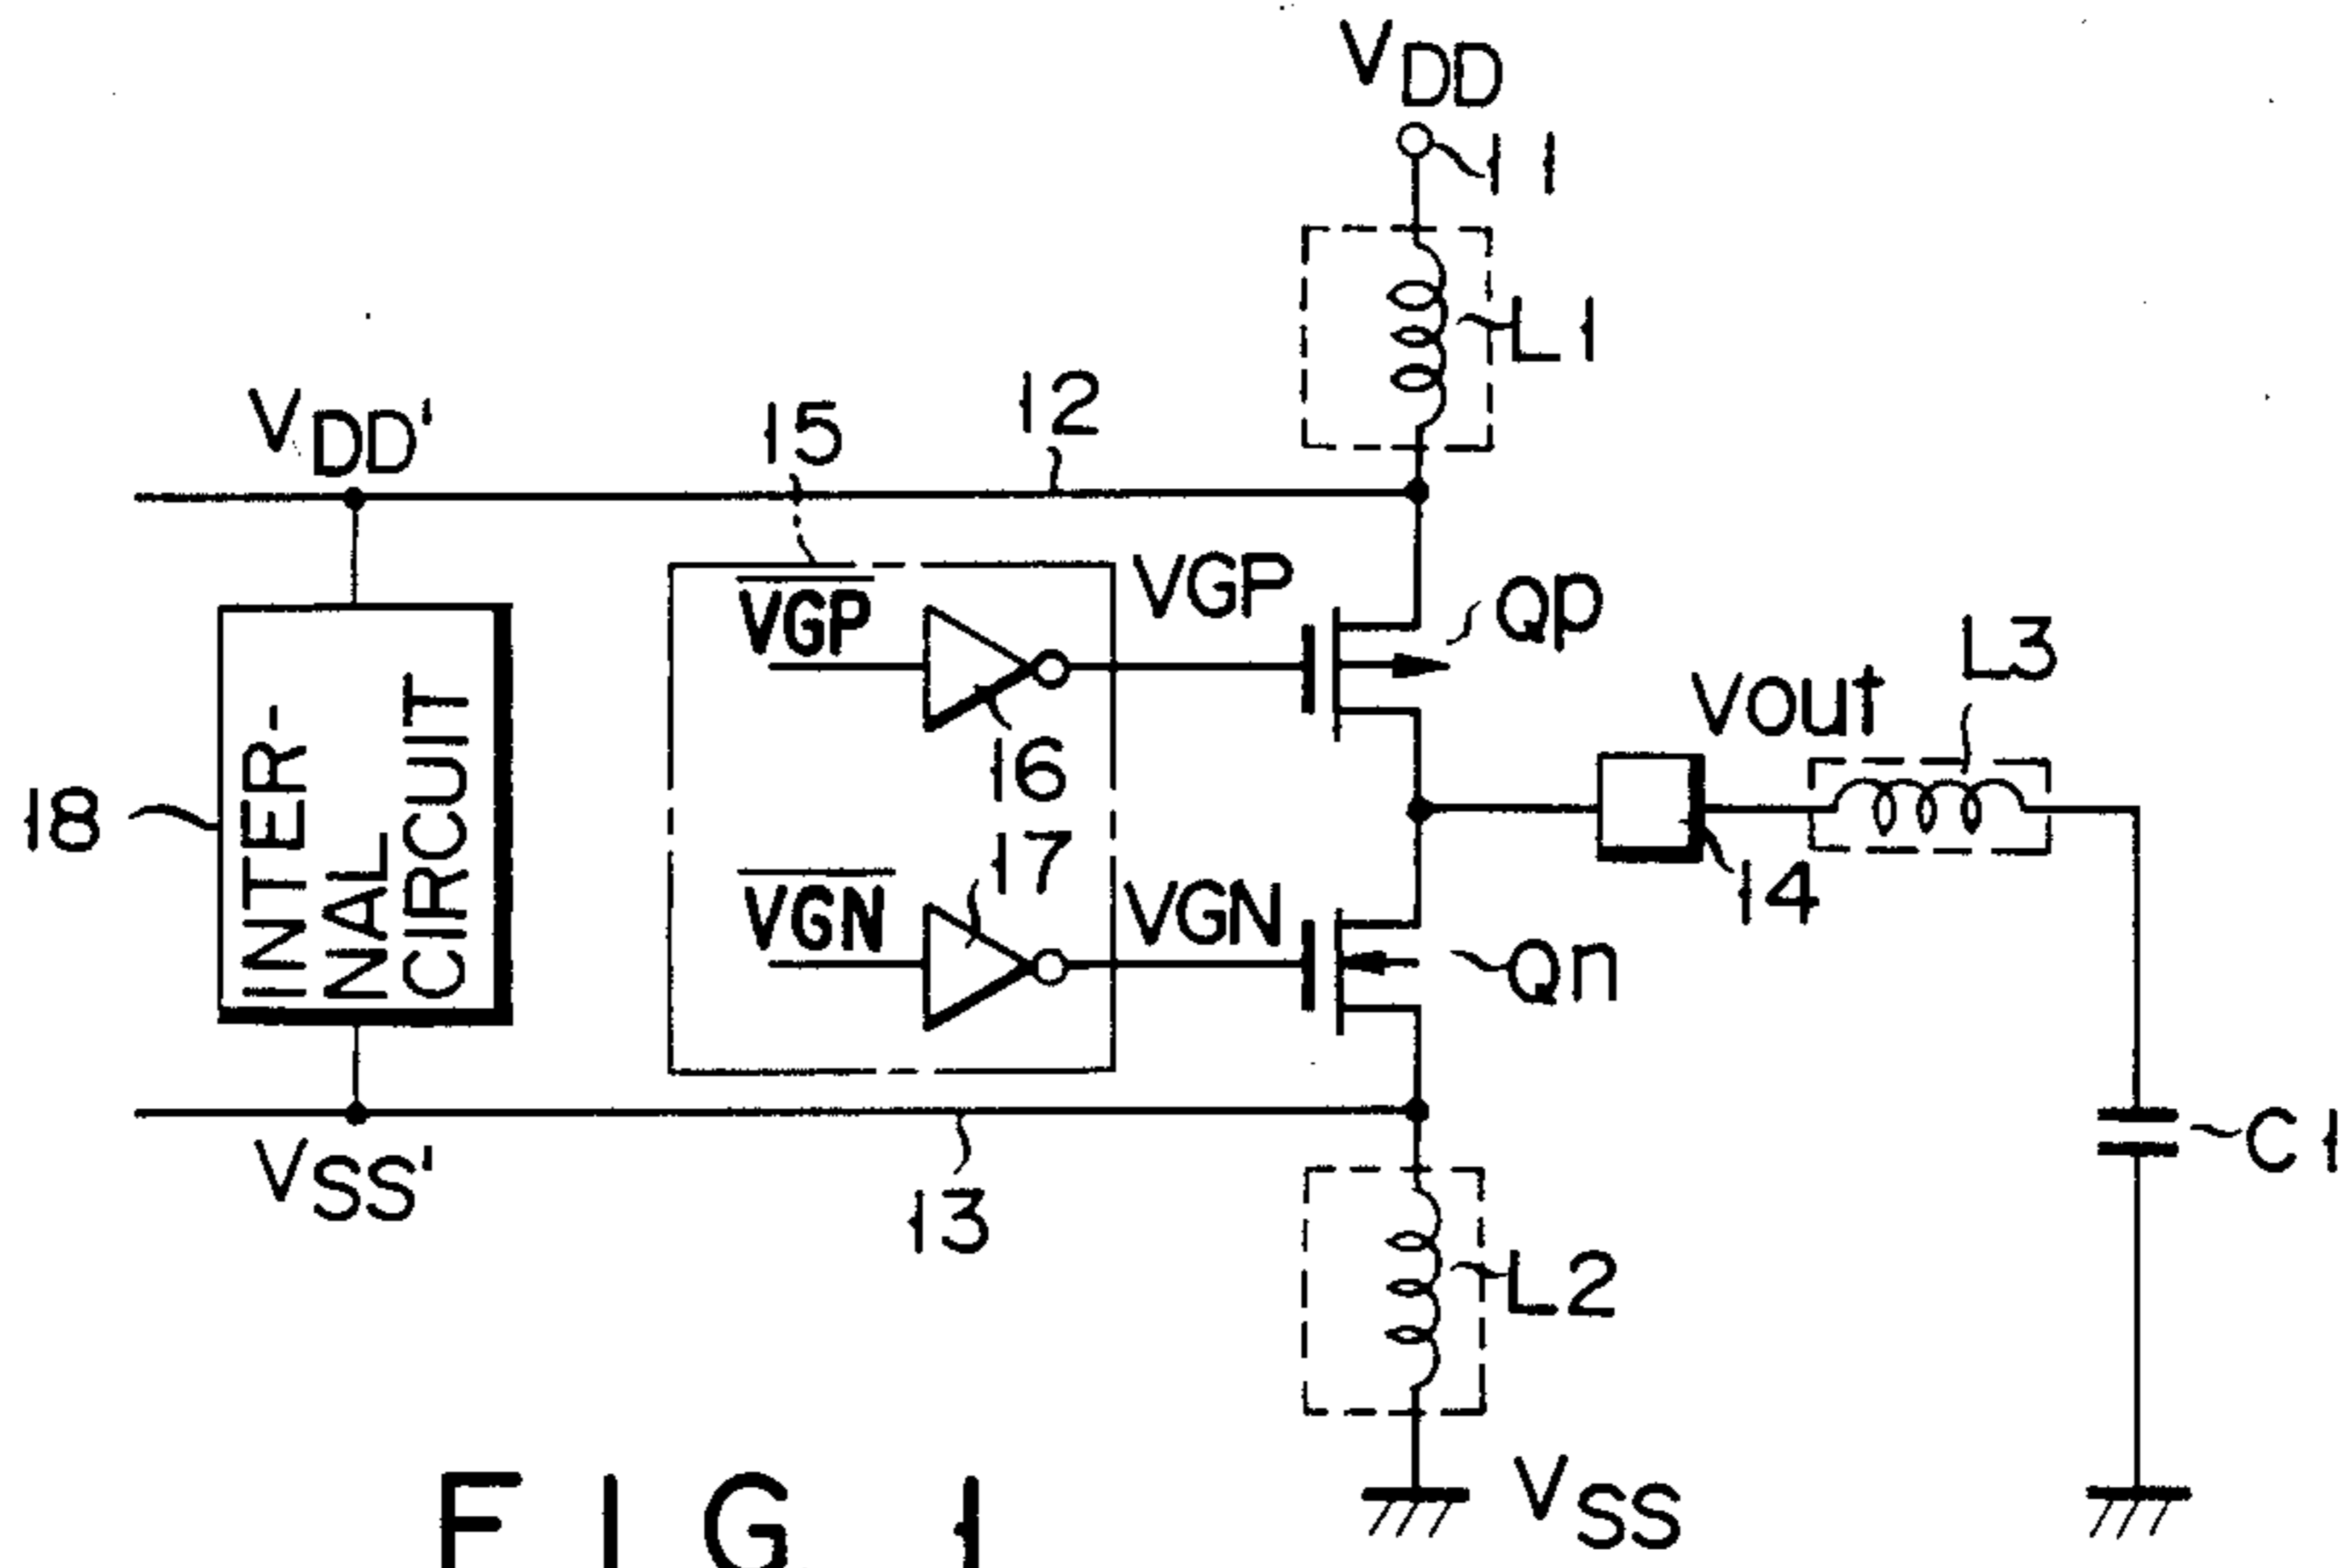 VDD
11
L1
VDD'
15
12
VGP
VGP
Qp
L3
Vout
16
18
INTER-
NAL
CIRCUIT
17
14
VGN
VGN
Qn
VSS'
13
C1
L2
VSS
FIG. 1